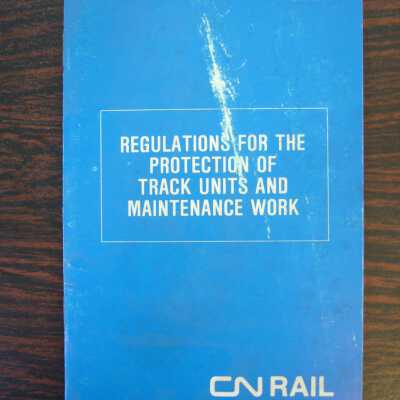 REGULATIONS FOR THE
PROTECTION OF
TRACK UNITS AND
MAINTENANCE WORK
CN RAIL